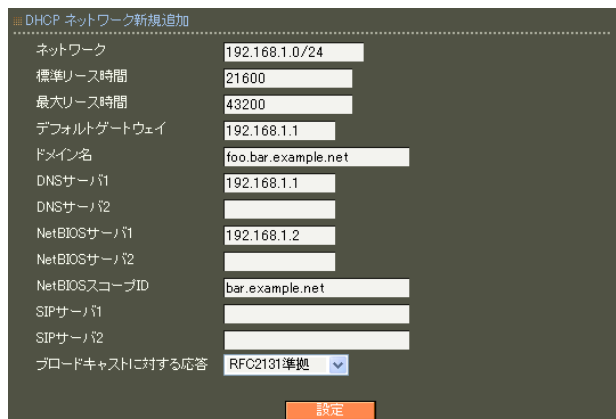 DHCP ネットワーク新規追加
ネットワーク 192.168.1.0/24
標準リース時間 21600
最大リース時間 43200
デフォルトゲートウェイ 192.168.1.1
ドメイン名 foo.bar.example.net
DNSサーバ1 192.168.1.1
DNSサーバ2
NetBIOSサーバ1 192.168.1.2
NetBIOSサーバ2
NetBIOSスコープID bar.example.net
SIPサーバ1
SIPサーバ2
ブロードキャストに対する応答 RFC2131準拠
設定